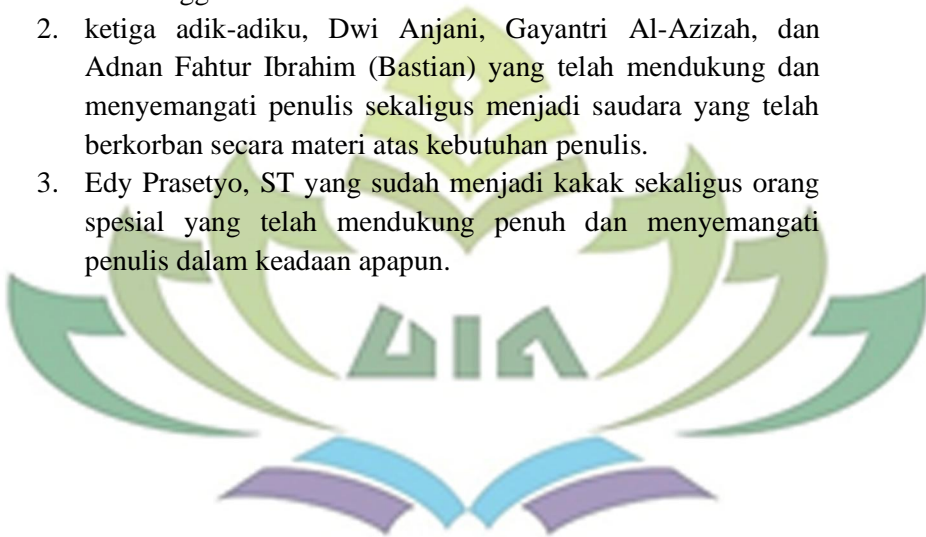 2. ketiga adik-adiku, Dwi Anjani, Gayantri Al-Azizah, dan
Adnan Fahtur Ibrahim (Bastian) yang telah mendukung dan
menyemangati penulis sekaligus menjadi saudara yang telah
berkorban secara materi atas kebutuhan penulis.
3. Edy Prasetyo, ST yang sudah menjadi kakak sekaligus orang
spesial yang telah mendukung penuh dan menyemangati
penulis dalam keadaan apapun.
UIN